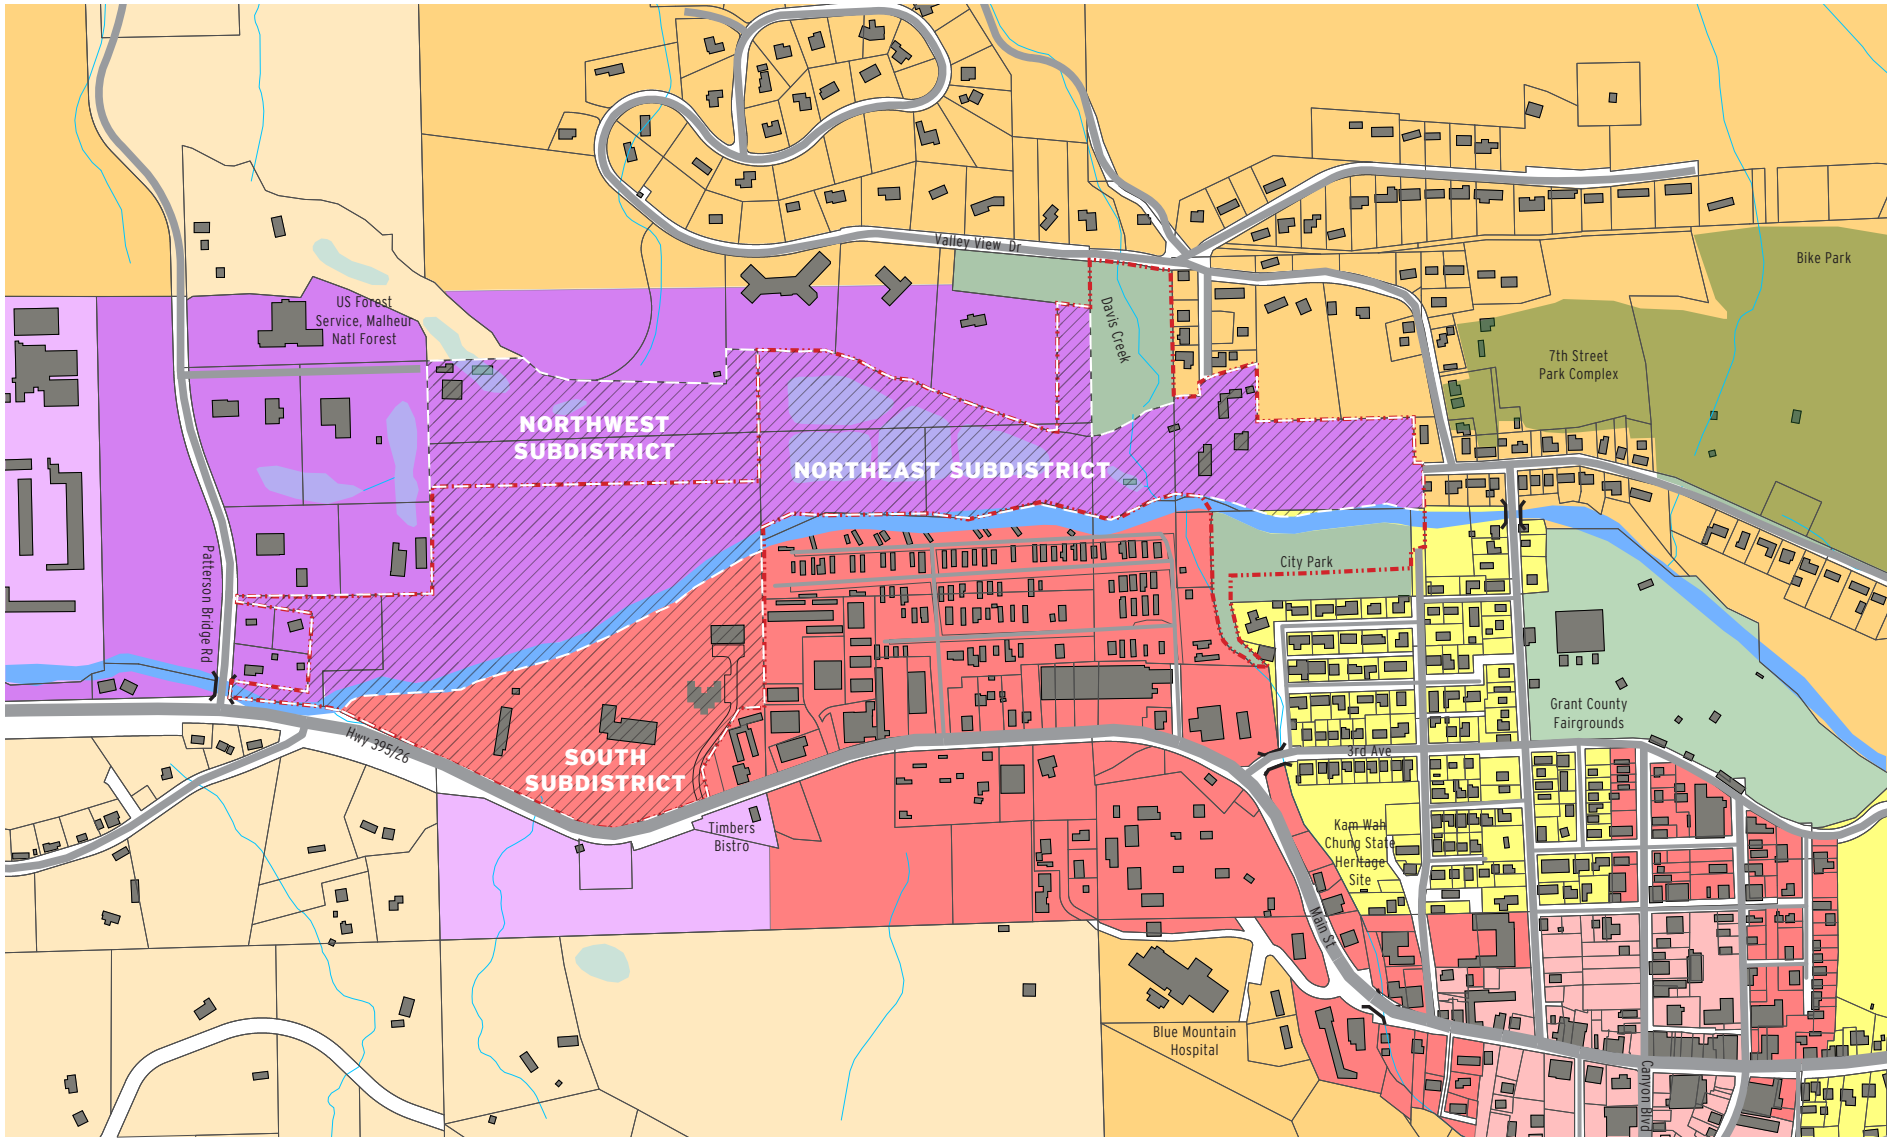 Valley View Dr
Bike Park
US Forest
Service, Malheur
Natl Forest
Davis Creek
7th Street
Park Complex
NORTHWEST
SUBDISTRICT
NORTHEAST SUBDISTRICT
Patterson Bridge Rd
City Park
Grant County
Fairgrounds
Hwy 395/26
3rd Ave
SOUTH
SUBDISTRICT
Timbers
Bistro
Kam Wah
Chung State
Heritage
Site
Main St
Blue Mountain
Hospital
Canyon Blvd